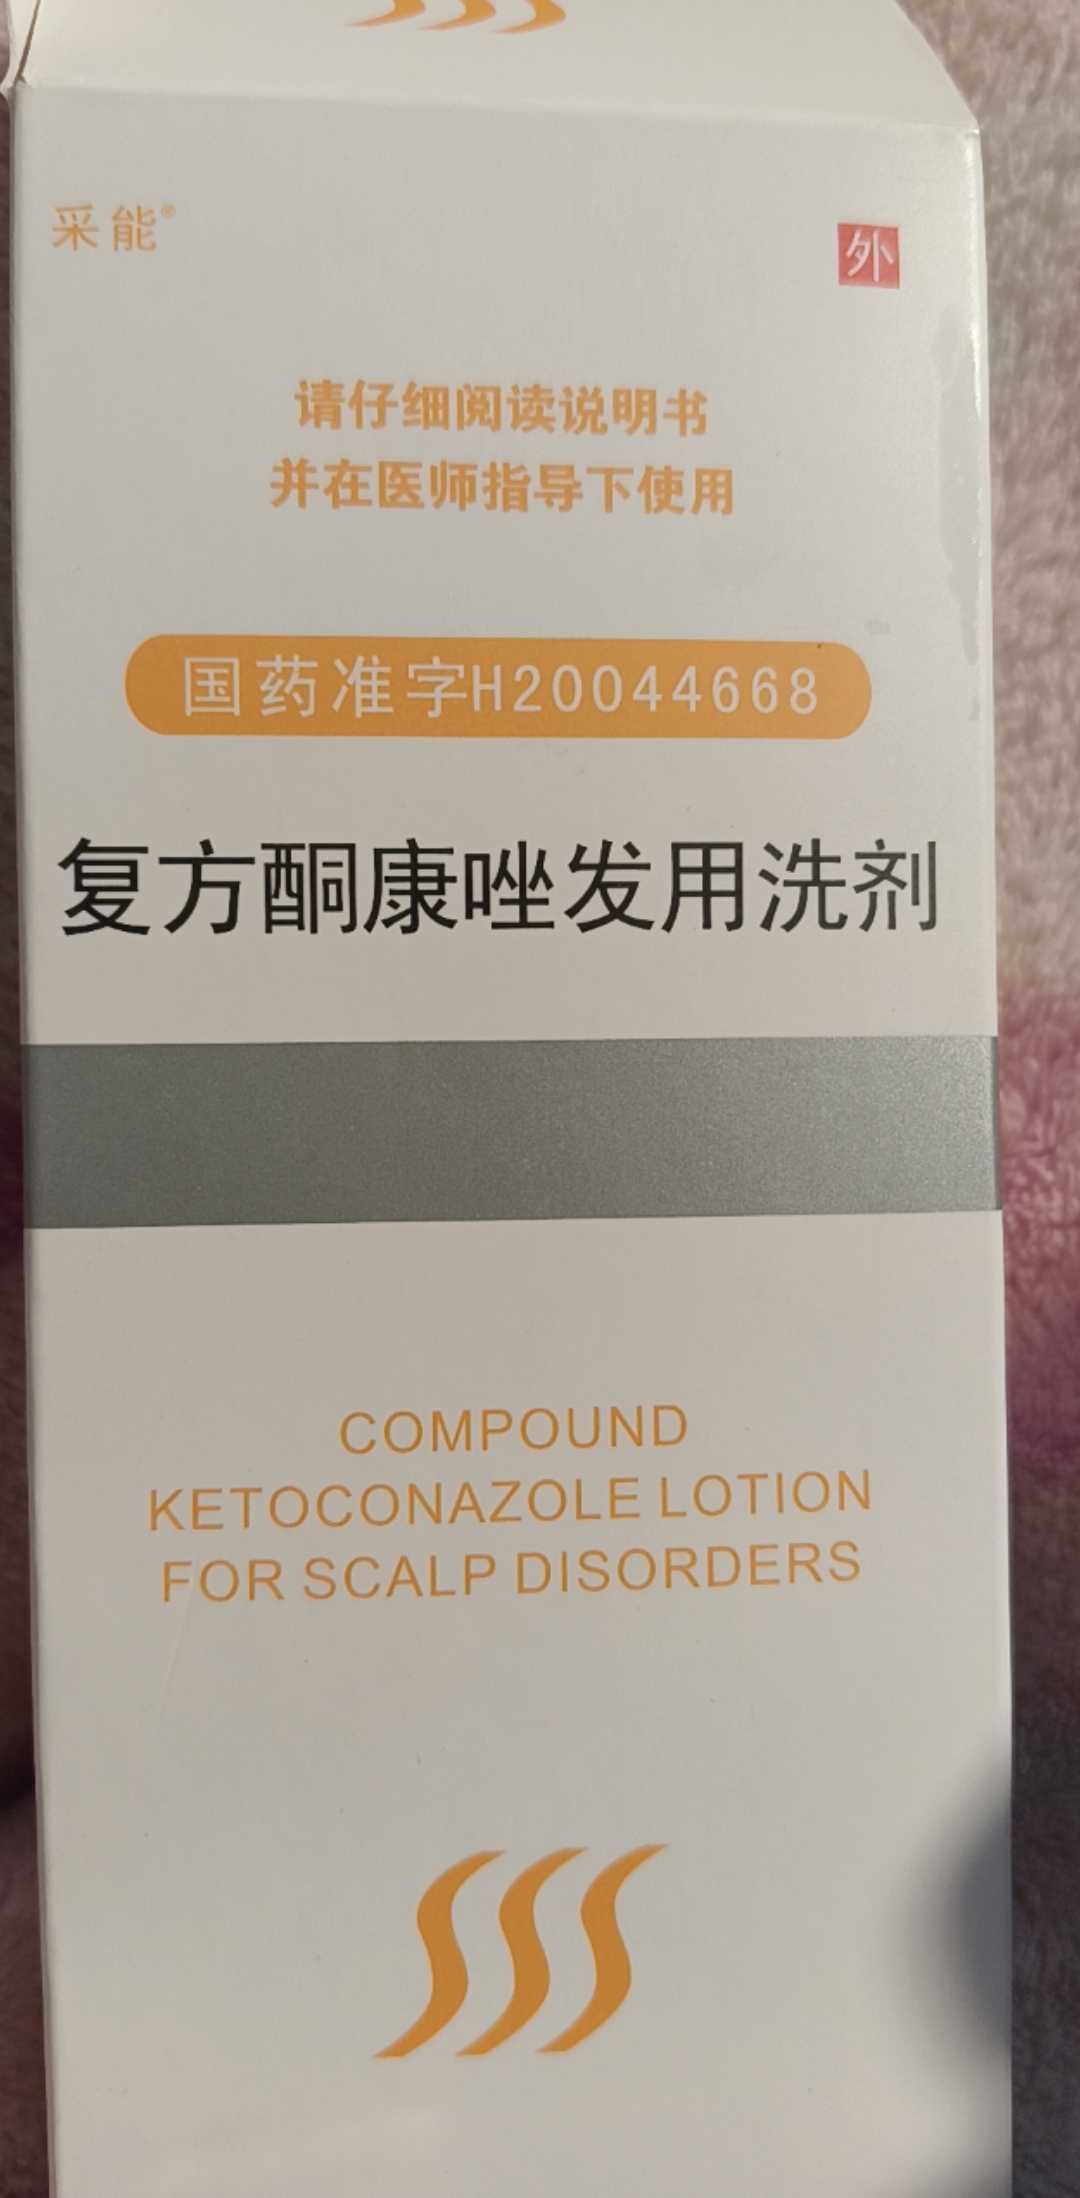 采能®
外
请仔细阅读说明书
并在医师指导下使用
国药准字H20044668
复方酮康唑发用洗剂
COMPOUND
KETOCONAZOLE LOTION
FOR SCALP DISORDERS